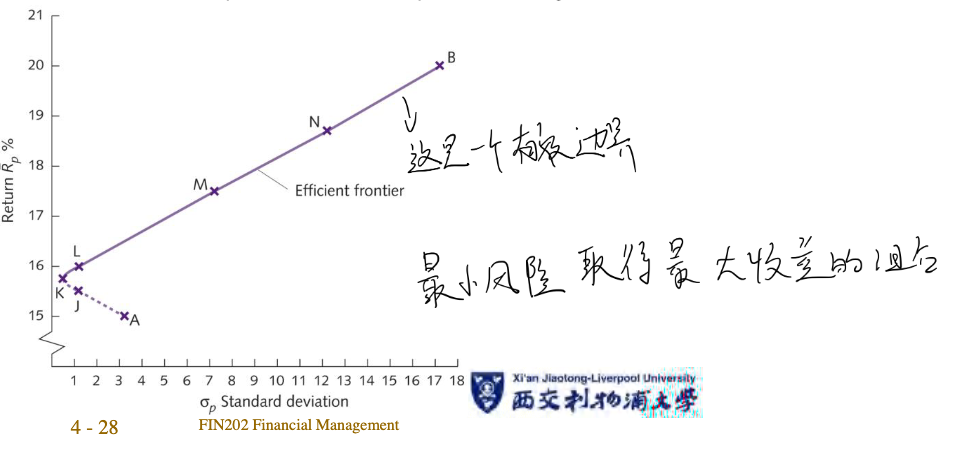 21
20
19
18
17
16
15
Return R̄p %
B
N
M
L
K
J
A
Efficient frontier
这是一个有效边界
最小风险 取得最大收益的组合
1 2 3 4 5 6 7 8 9 10 11 12 13 14 15 16 17 18
σp Standard deviation
Xi'an Jiaotong-Liverpool University
西交利物浦大学
4 - 28
FIN202 Financial Management